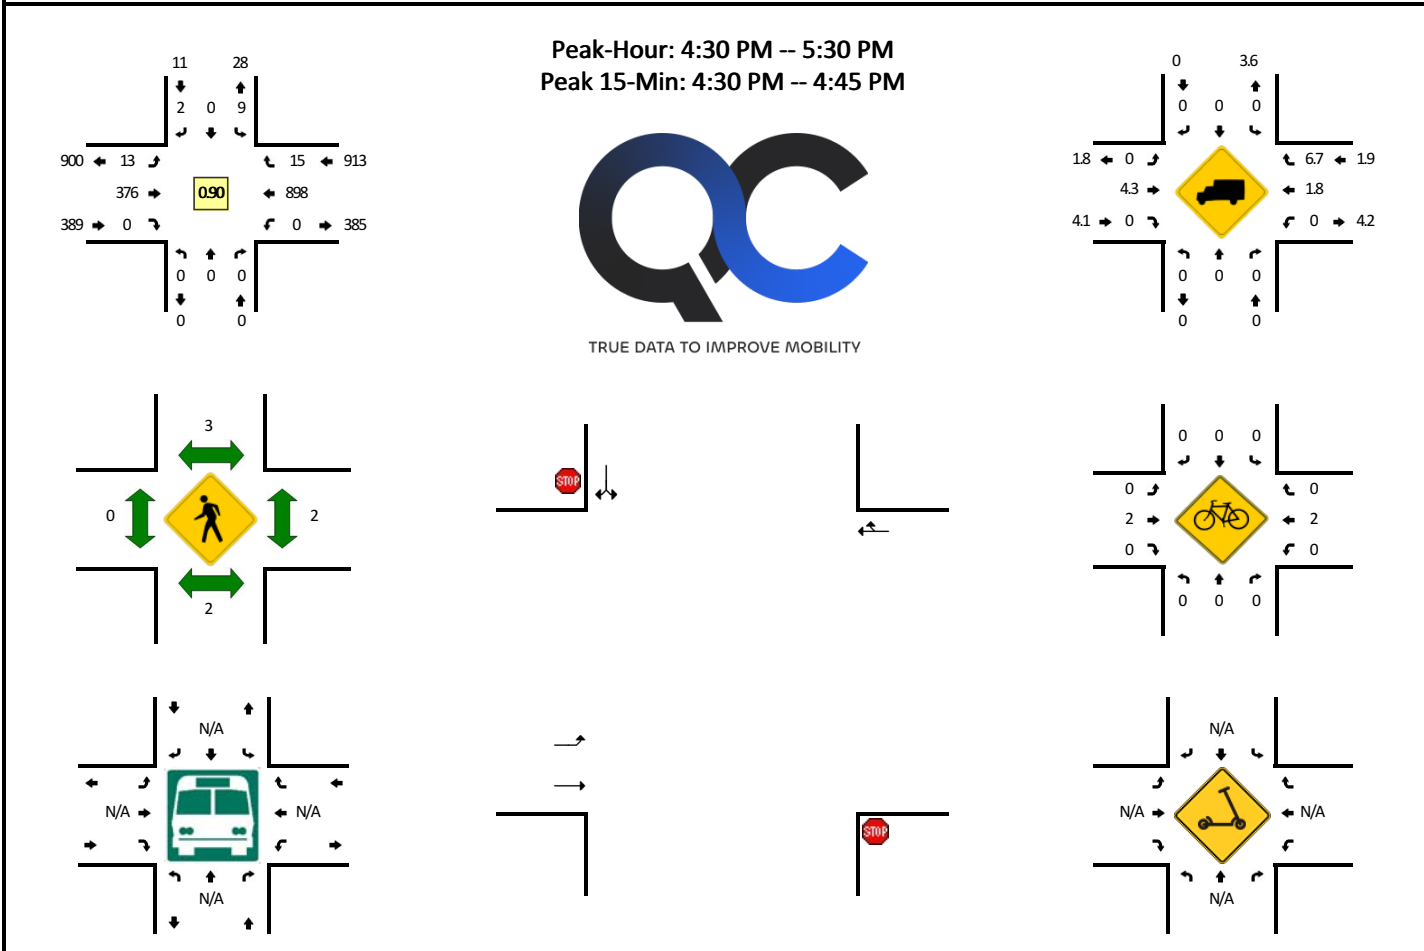 Peak-Hour: 4:30 PM -- 5:30 PM
Peak 15-Min: 4:30 PM -- 4:45 PM
11 28
2 0 9
900 13 15 913
376 0.90 898
389 0 0 385
0 0 0
0 0
TRUE DATA TO IMPROVE MOBILITY
0 3.6
0 0 0
1.8 0 6.7 1.9
4.3 1.8
4.1 0 0 4.2
0 0 0
0 0
3
0 2
2
STOP
0 0 0
0 0
2 2
0 0
0 0 0
N/A
N/A N/A
N/A
STOP
N/A
N/A N/A
N/A